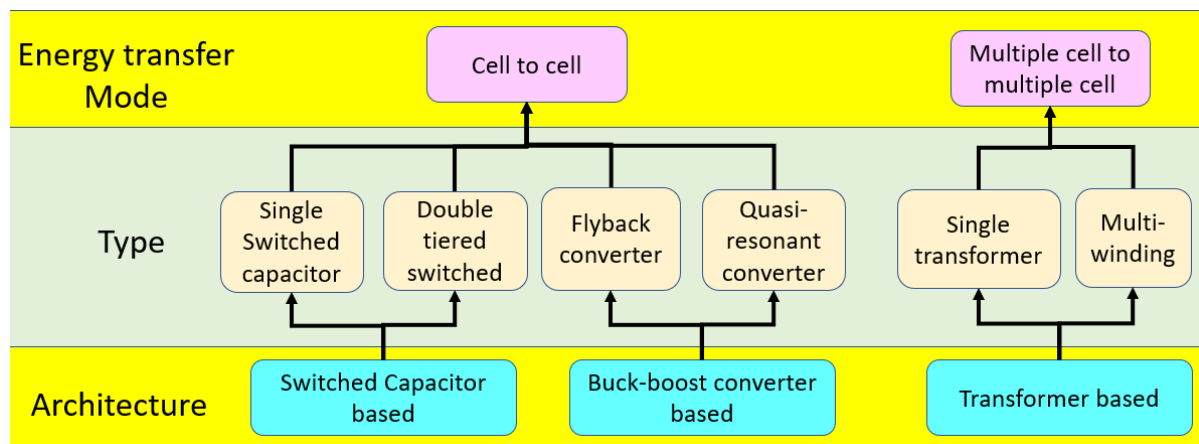 Energy transfer
Mode
Cell to cell
Multiple cell to
multiple cell
Type
Single
Switched
capacitor
Double
tiered
switched
Flyback
converter
Quasi-
resonant
converter
Single
transformer
Multi-
winding
Architecture
Switched Capacitor
based
Buck-boost converter
based
Transformer based